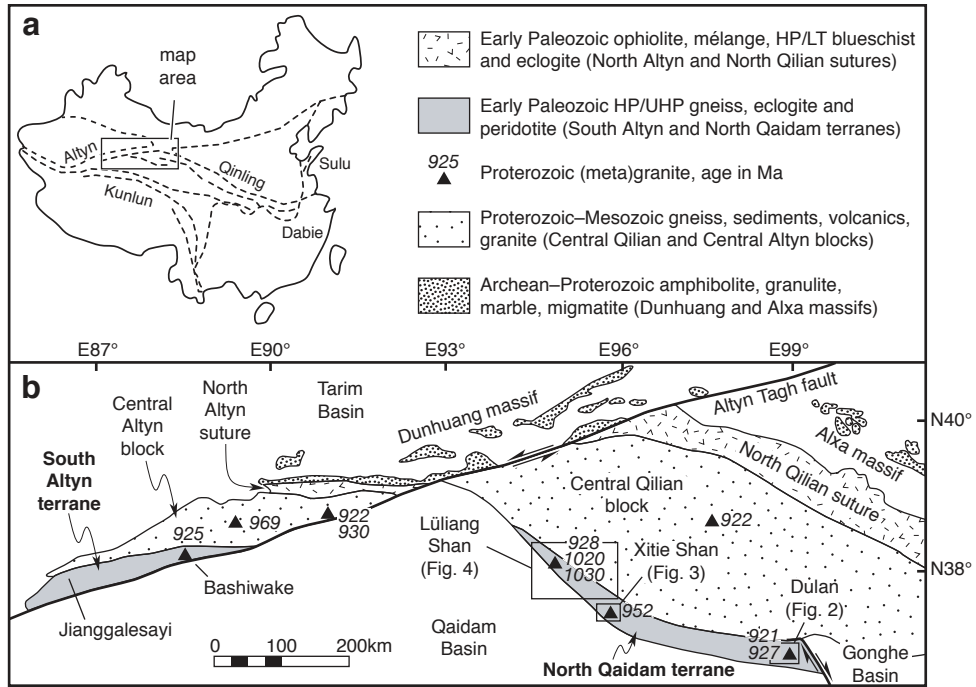 a
map
area
Altyn
Kunlun
Qinling
Sulu
Dabie
Early Paleozoic ophiolite, mélange, HP/LT blueschist
and eclogite (North Altyn and North Qilian sutures)
Early Paleozoic HP/UHP gneiss, eclogite and
peridotite (South Altyn and North Qaidam terranes)
925
Proterozoic (meta)granite, age in Ma
Proterozoic–Mesozoic gneiss, sediments, volcanics,
granite (Central Qilian and Central Altyn blocks)
Archean–Proterozoic amphibolite, granulite,
marble, migmatite (Dunhuang and Alxa massifs)
E87° E90° E93° E96° E99°
b
Central
Altyn
block
North
Altyn
suture
Tarim
Basin
Dunhuang massif
Altyn Tagh fault
N40°
Alxa massif
South
Altyn
terrane
North Qilian suture
Central Qilian
block
925
969
922
930
922
Lüliang
Shan
(Fig. 4)
928
1020
1030
Xitie Shan
(Fig. 3)
N38°
Bashiwake
952
Dulan
(Fig. 2)
Jianggalesayi
921
927
Qaidam
Basin
North Qaidam terrane
Gonghe
Basin
0 100 200km